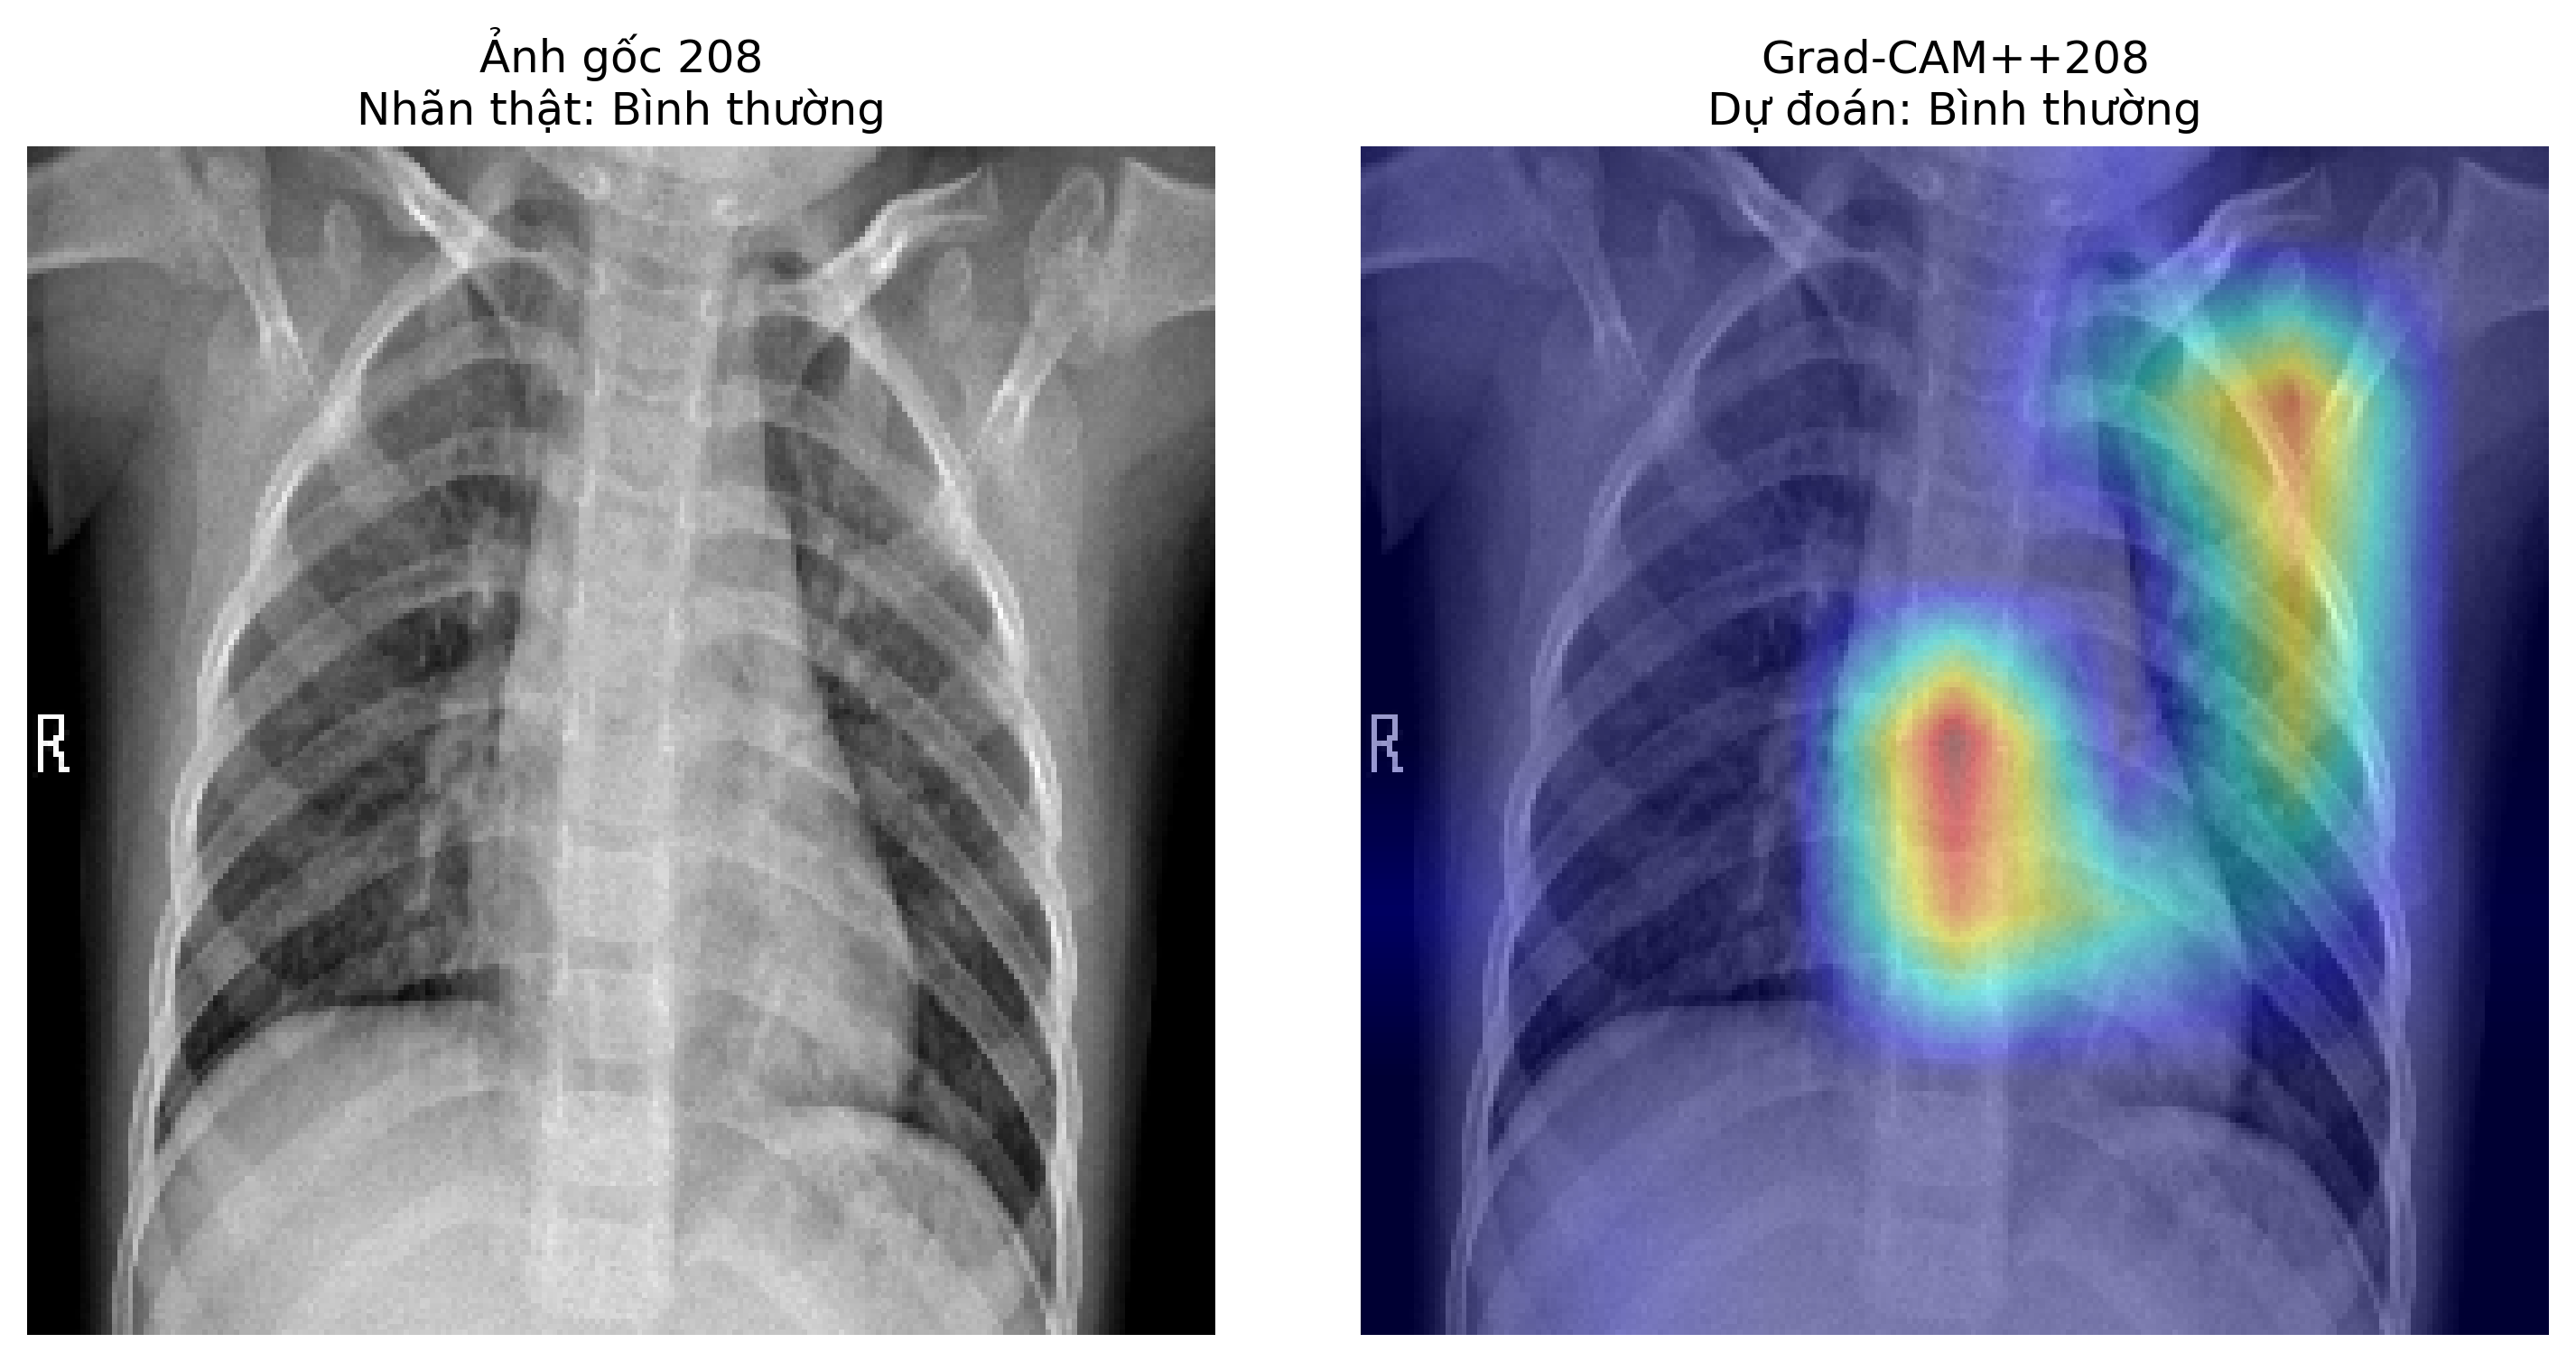 Ảnh gốc 208
Nhãn thật: Bình thường
Grad-CAM++208
Dự đoán: Bình thường
R
R